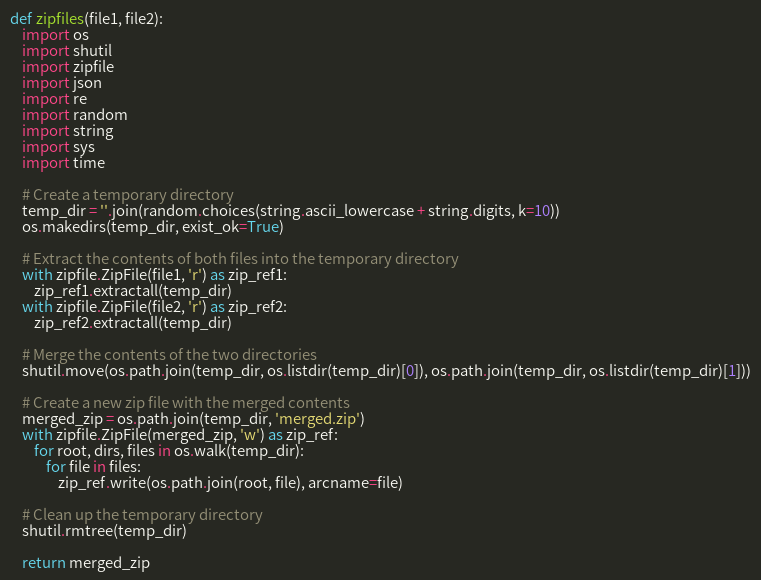 def zipfiles(file1, file2):
    import os
    import shutil
    import zipfile
    import json
    import re
    import random
    import string
    import sys
    import time

    # Create a temporary directory
    temp_dir = ''.join(random.choices(string.ascii_lowercase + string.digits, k=10))
    os.makedirs(temp_dir, exist_ok=True)

    # Extract the contents of both files into the temporary directory
    with zipfile.ZipFile(file1, 'r') as zip_ref1:
        zip_ref1.extractall(temp_dir)
    with zipfile.ZipFile(file2, 'r') as zip_ref2:
        zip_ref2.extractall(temp_dir)

    # Merge the contents of the two directories
    shutil.move(os.path.join(temp_dir, os.listdir(temp_dir)[0]), os.path.join(temp_dir, os.listdir(temp_dir)[1]))

    # Create a new zip file with the merged contents
    merged_zip = os.path.join(temp_dir, 'merged.zip')
    with zipfile.ZipFile(merged_zip, 'w') as zip_ref:
        for root, dirs, files in os.walk(temp_dir):
            for file in files:
                zip_ref.write(os.path.join(root, file), arcname=file)

    # Clean up the temporary directory
    shutil.rmtree(temp_dir)

    return merged_zip